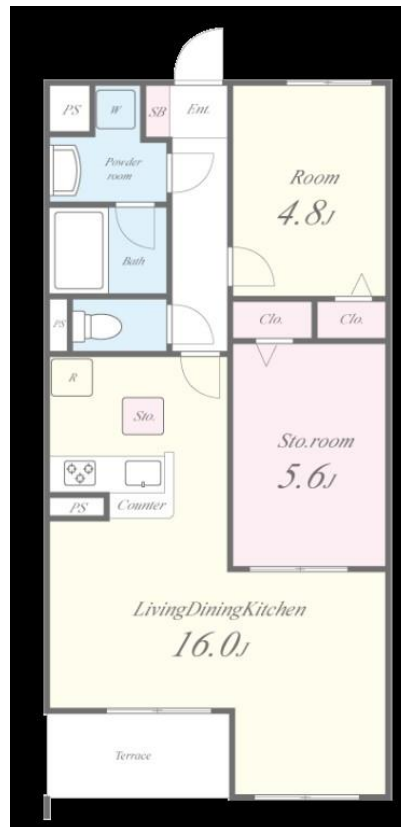 PS
W
SB
Ent.
Powder
room
Room
4.8J
Bath
PS
Clo.
Clo.
R
Sto.
Sto.room
5.6J
PS
Counter
LivingDiningKitchen
16.0J
Terrace